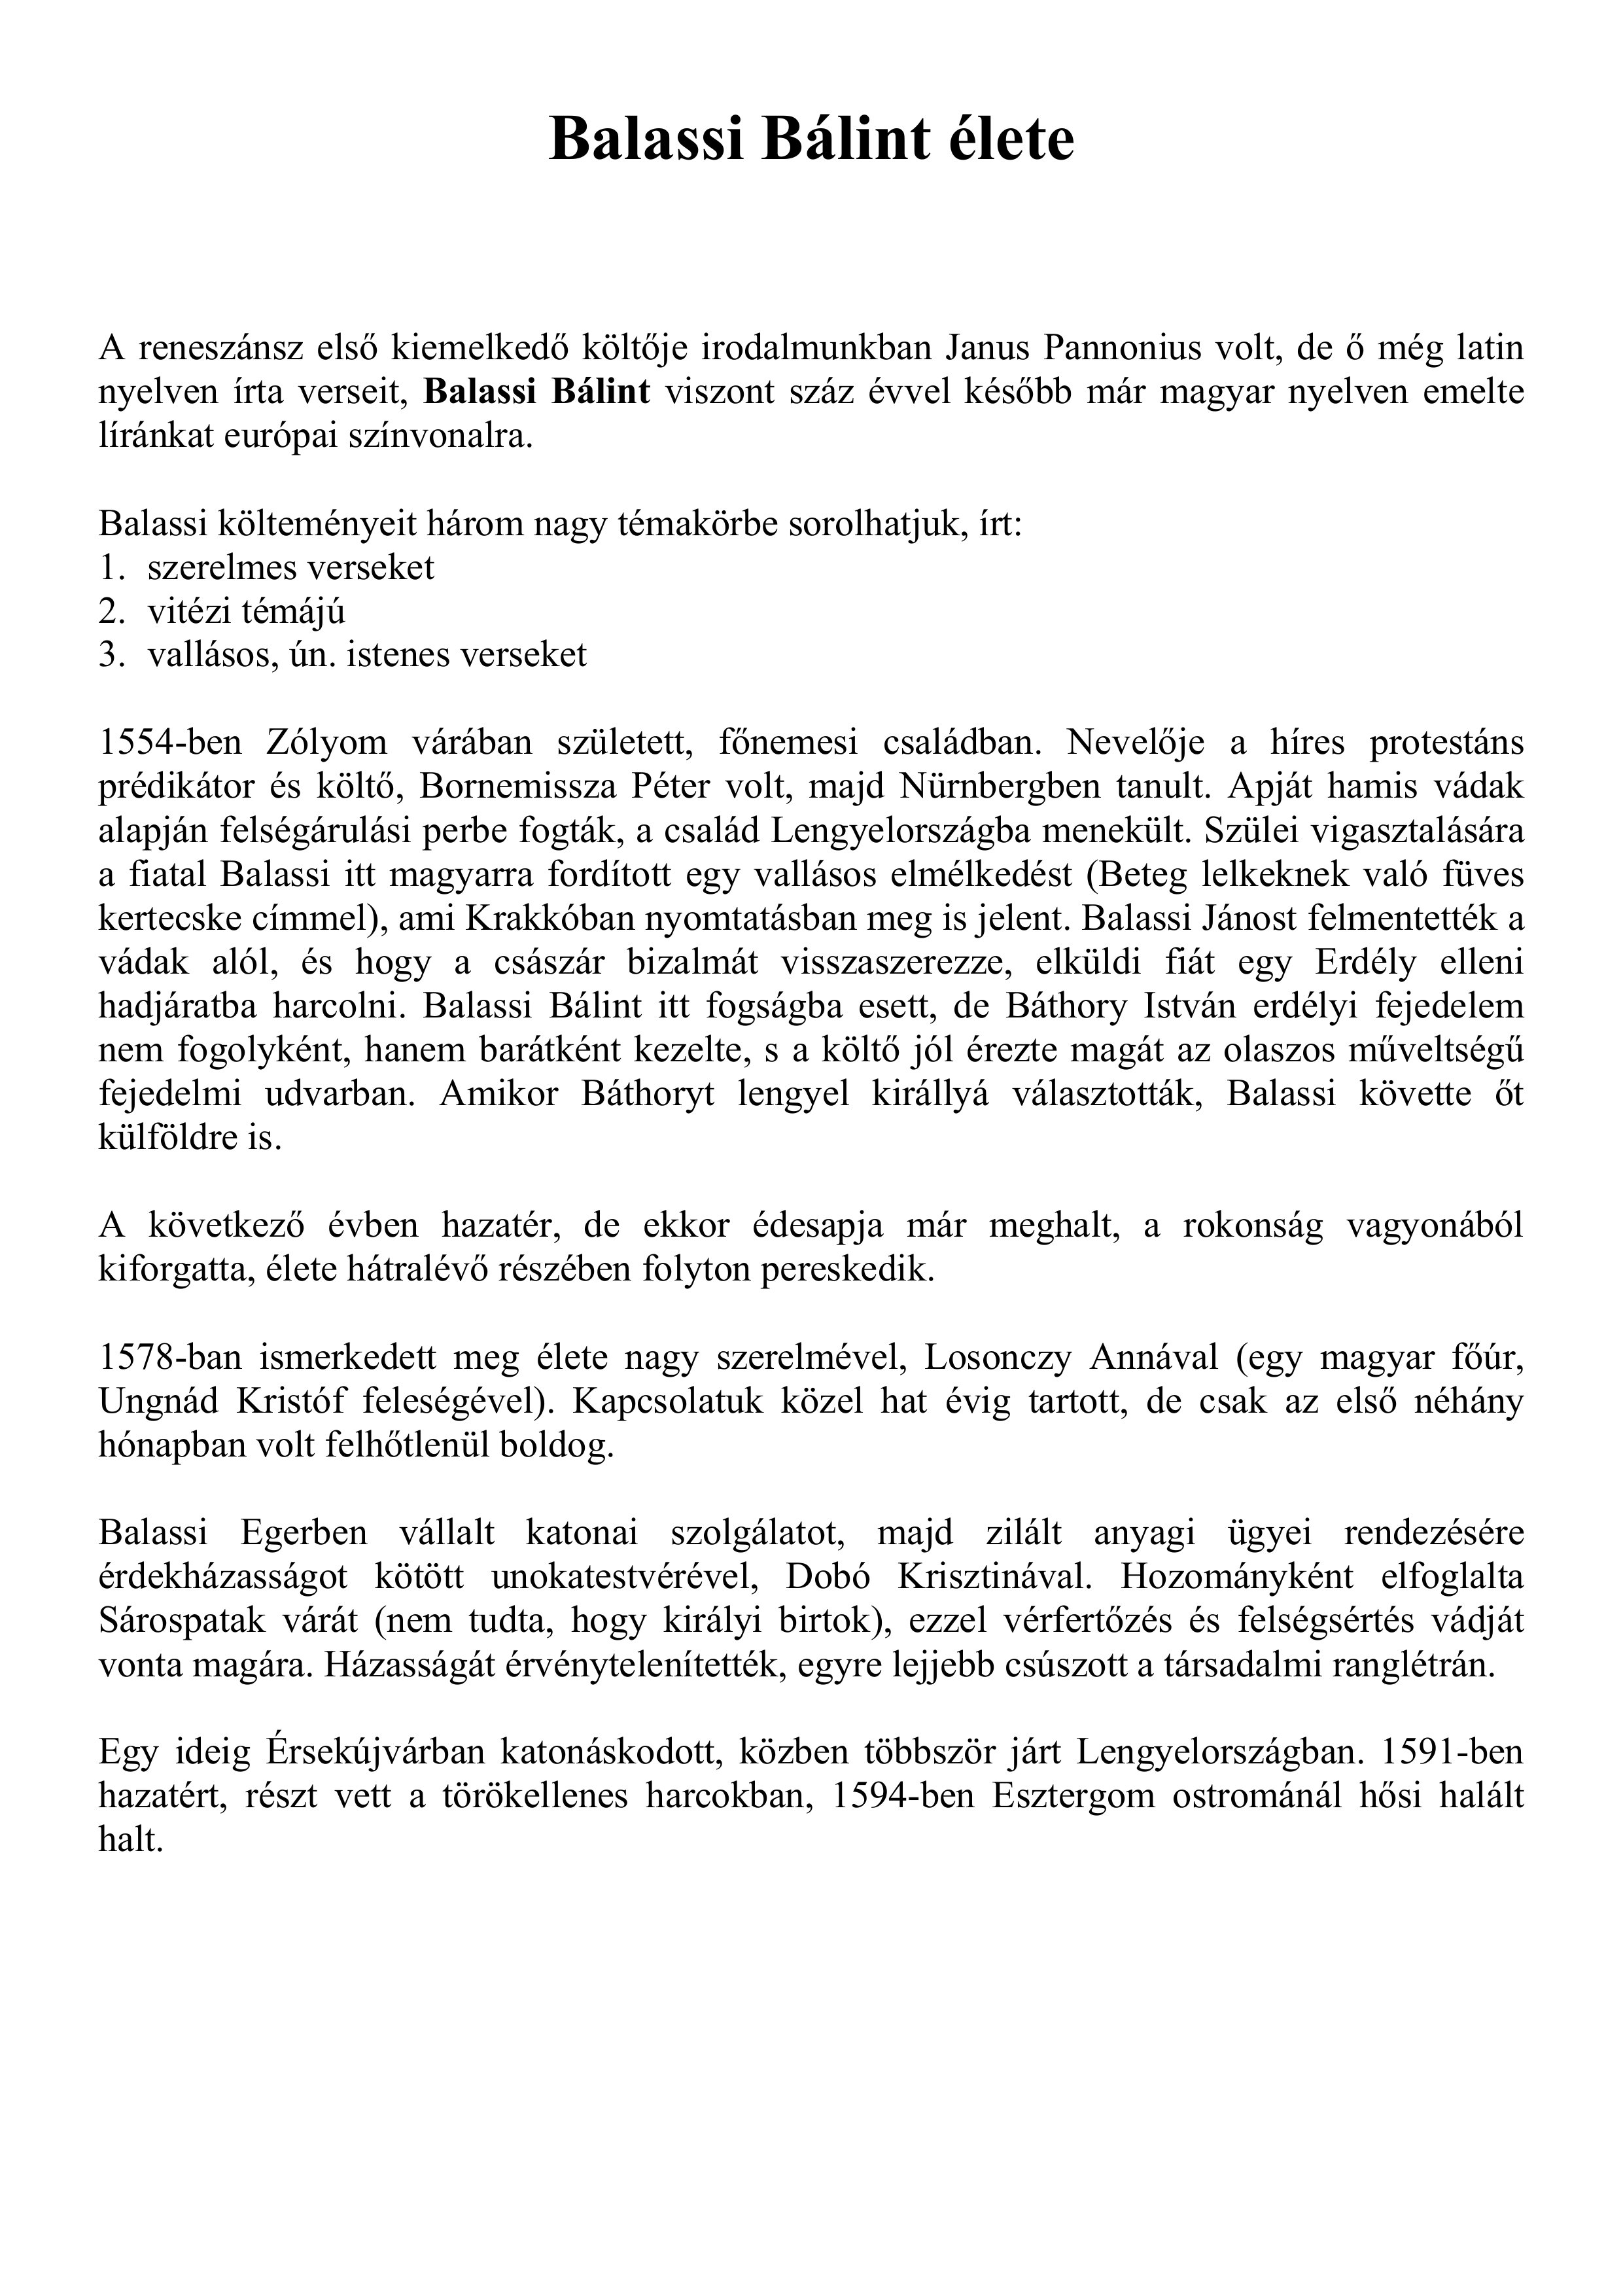 Balassi Bálint élete
A reneszánsz első kiemelkedő költője irodalmunkban Janus Pannonius volt, de ő még latin
nyelven írta verseit, Balassi Bálint viszont száz évvel később már magyar nyelven emelte
líránkat európai színvonalra.
Balassi költeményeit három nagy témakörbe sorolhatjuk, írt:
1. szerelmes verseket
2. vitézi témájú
3. vallásos, ún. istenes verseket
1554-ben Zólyom várában született, főnemesi családban. Nevelője a híres protestáns
prédikátor és költő, Bornemissza Péter volt, majd Nürnbergben tanult. Apját hamis vádak
alapján felségárulási perbe fogták, a család Lengyelországba menekült. Szülei vigasztalására
a fiatal Balassi itt magyarra fordított egy vallásos elmélkedést (Beteg lelkeknek való füves
kertecske címmel), ami Krakkóban nyomtatásban meg is jelent. Balassi Jánost felmentették a
vádak alól, és hogy a császár bizalmát visszaszerezze, elküldi fiát egy Erdély elleni
hadjáratba harcolni. Balassi Bálint itt fogságba esett, de Báthory István erdélyi fejedelem
nem fogolyként, hanem barátként kezelte, s a költő jól érezte magát az olaszos műveltségű
fejedelmi udvarban. Amikor Báthoryt lengyel királlyá választották, Balassi követte őt
külföldre is.
A következő évben hazatér, de ekkor édesapja már meghalt, a rokonság vagyonából
kiforgatta, élete hátralévő részében folyton pereskedik.
1578-ban ismerkedett meg élete nagy szerelmével, Losonczy Annával (egy magyar főúr,
Ungnád Kristóf feleségével). Kapcsolatuk közel hat évig tartott, de csak az első néhány
hónapban volt felhőtlenül boldog.
Balassi Egerben vállalt katonai szolgálatot, majd zilált anyagi ügyei rendezésére
érdekházasságot kötött unokatestvérével, Dobó Krisztinával. Hozományként elfoglalta
Sárospatak várát (nem tudta, hogy királyi birtok), ezzel vérfertőzés és felségsértés vádját
vonta magára. Házasságát érvénytelenítették, egyre lejjebb csúszott a társadalmi ranglétrán.
Egy ideig Érsekújvárban katonáskodott, közben többször járt Lengyelországban. 1591-ben
hazatért, részt vett a törökellenes harcokban, 1594-ben Esztergom ostrománál hősi halált
halt.